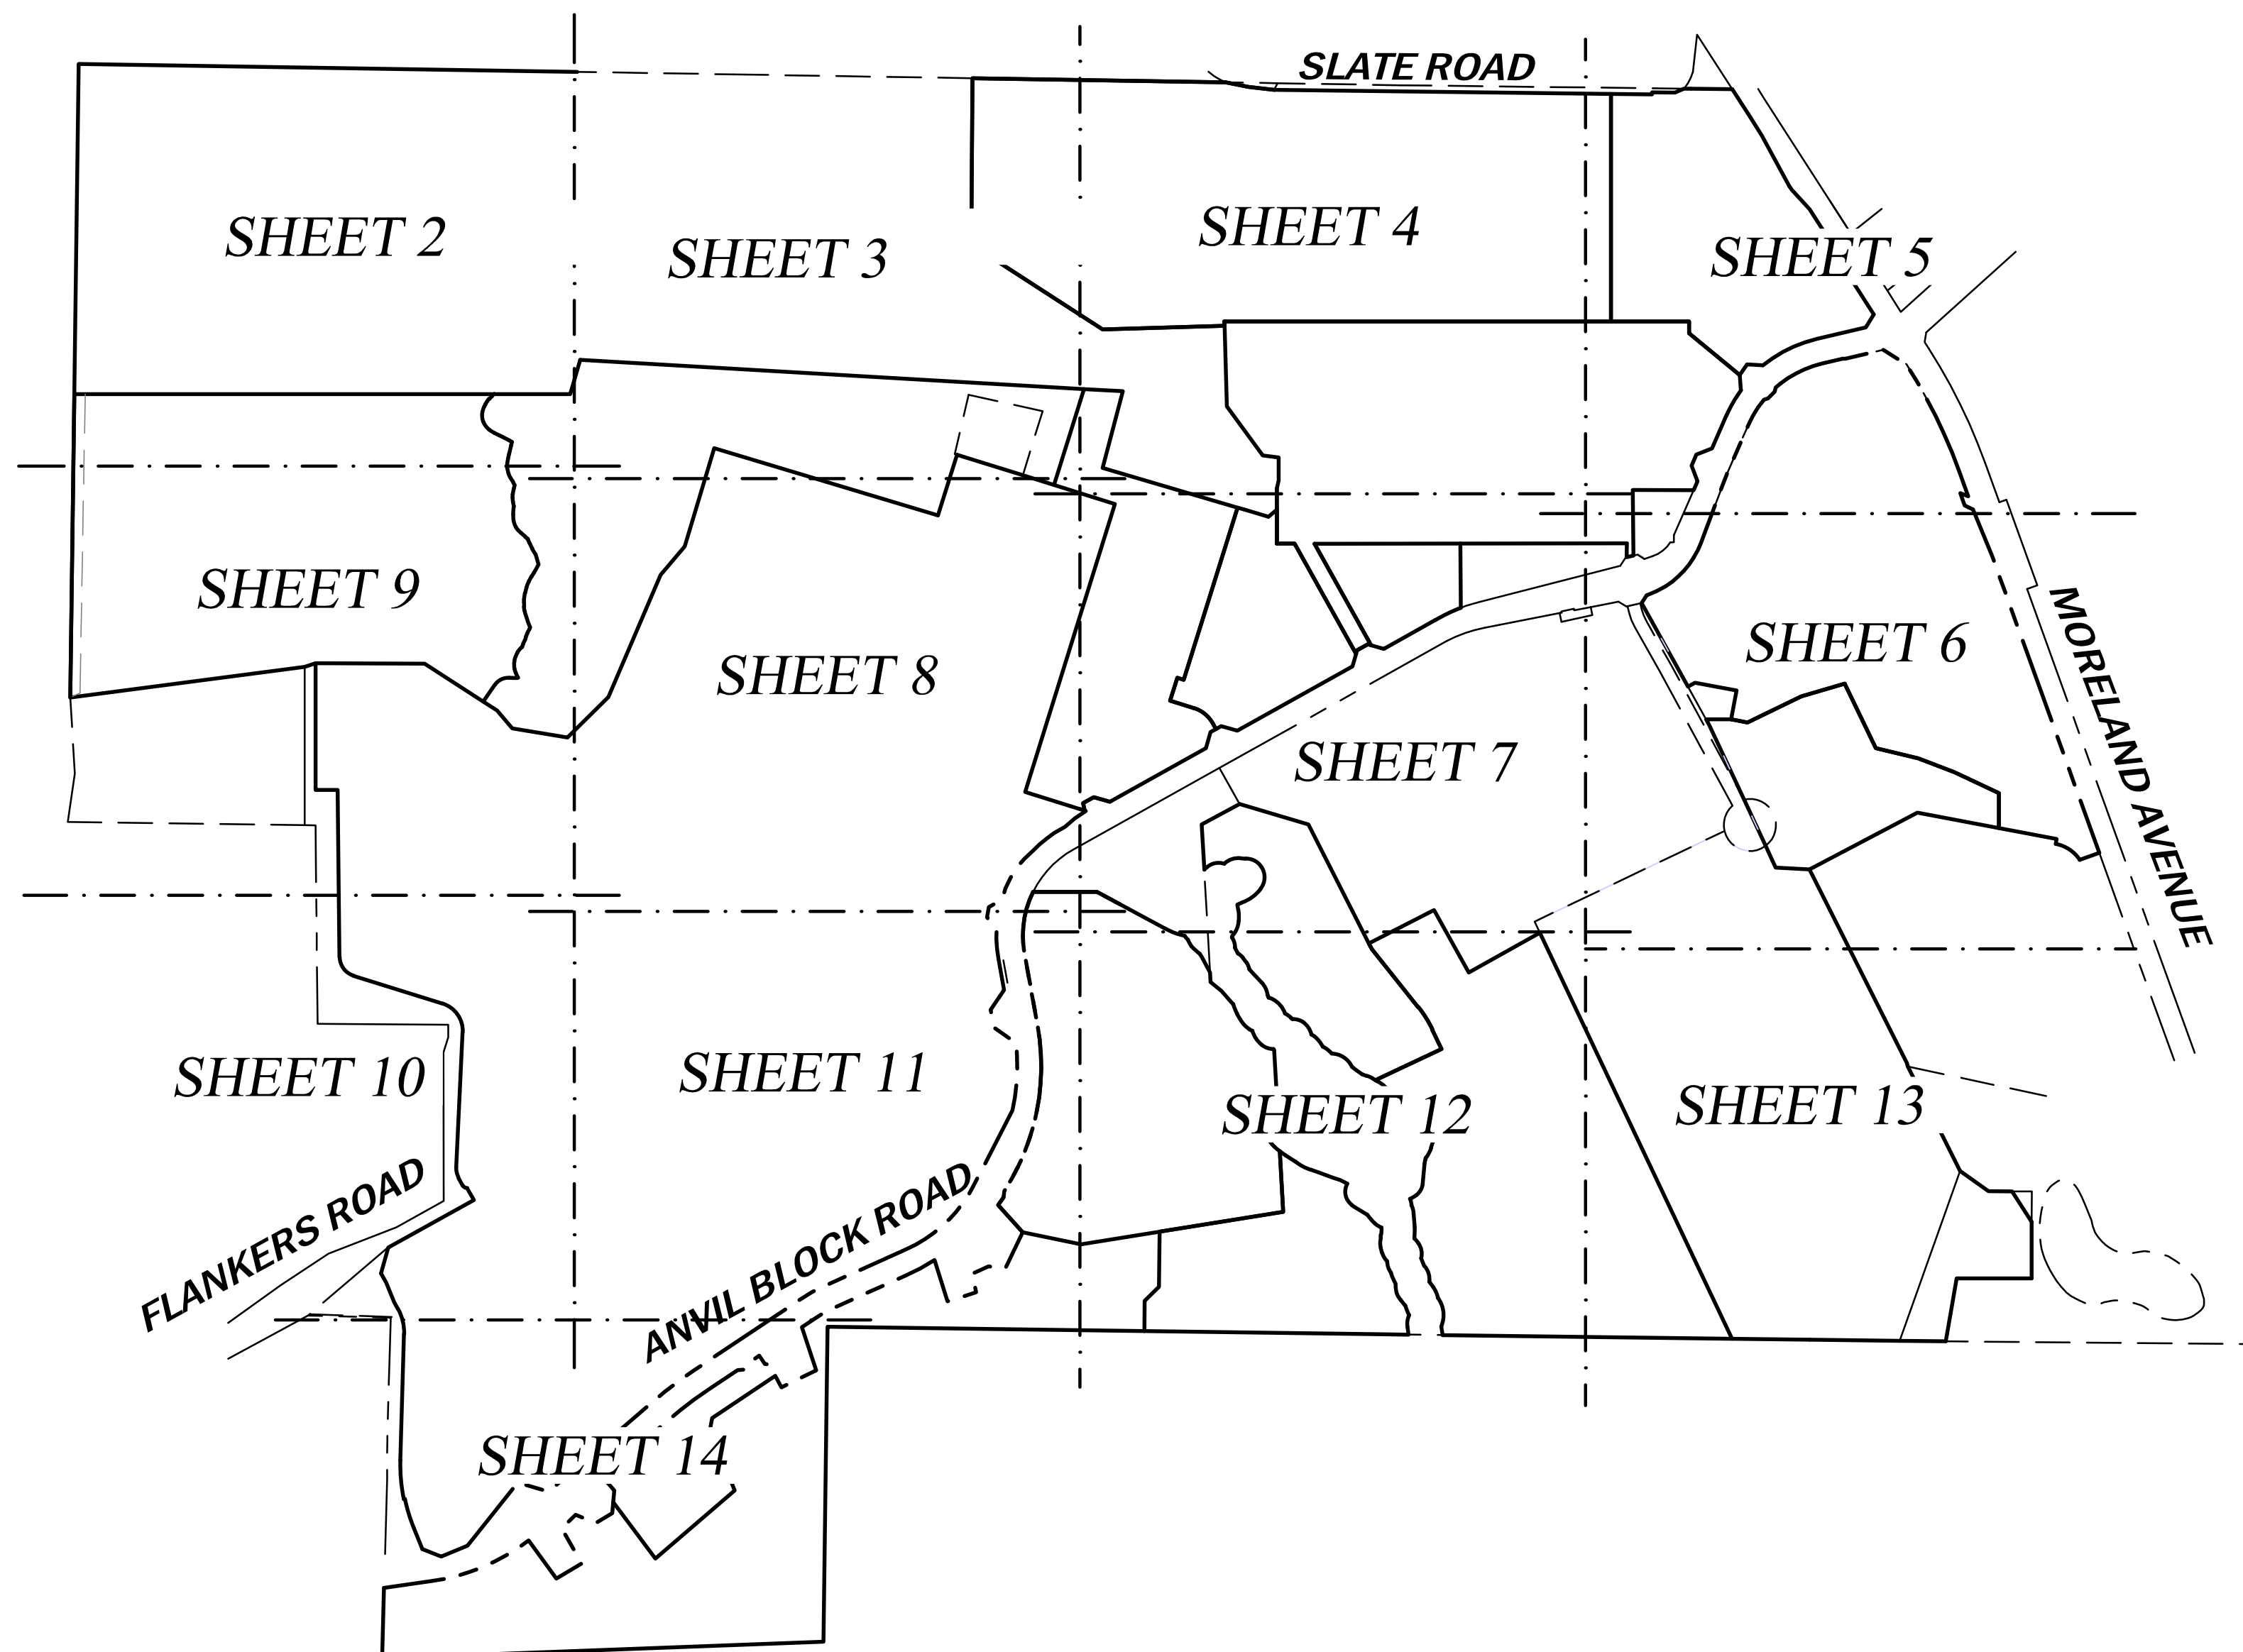 SLATE ROAD
SHEET 2
SHEET 3
SHEET 4
SHEET 5
SHEET 9
SHEET 8
SHEET 7
SHEET 6
MORELAND AVENUE
SHEET 10
SHEET 11
SHEET 12
SHEET 13
FLANKERS ROAD
ANVIL BLOCK ROAD
SHEET 14